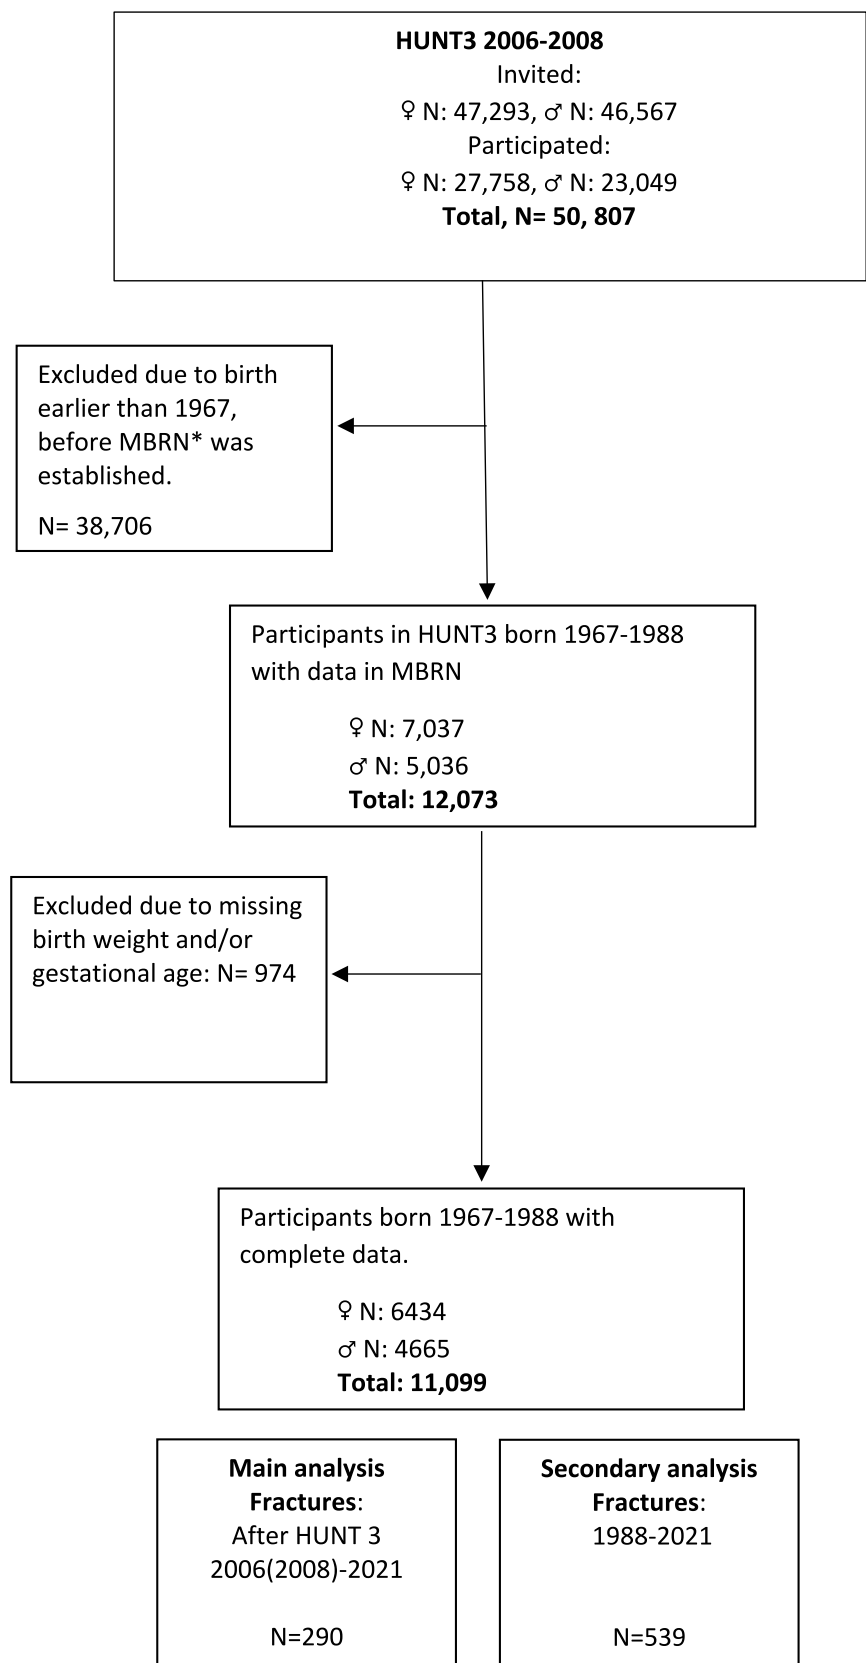 HUNT3 2006-2008
Invited:
♀ N: 47,293, ♂ N: 46,567
Participated:
♀ N: 27,758, ♂ N: 23,049
Total, N= 50, 807
Excluded due to birth
earlier than 1967,
before MBRN* was
established.
N= 38,706
Participants in HUNT3 born 1967-1988
with data in MBRN
♀ N: 7,037
♂ N: 5,036
Total: 12,073
Excluded due to missing
birth weight and/or
gestational age: N= 974
Participants born 1967-1988 with
complete data.
♀ N: 6434
♂ N: 4665
Total: 11,099
Main analysis
Fractures:
After HUNT 3
2006(2008)-2021
N=290
Secondary analysis
Fractures:
1988-2021
N=539